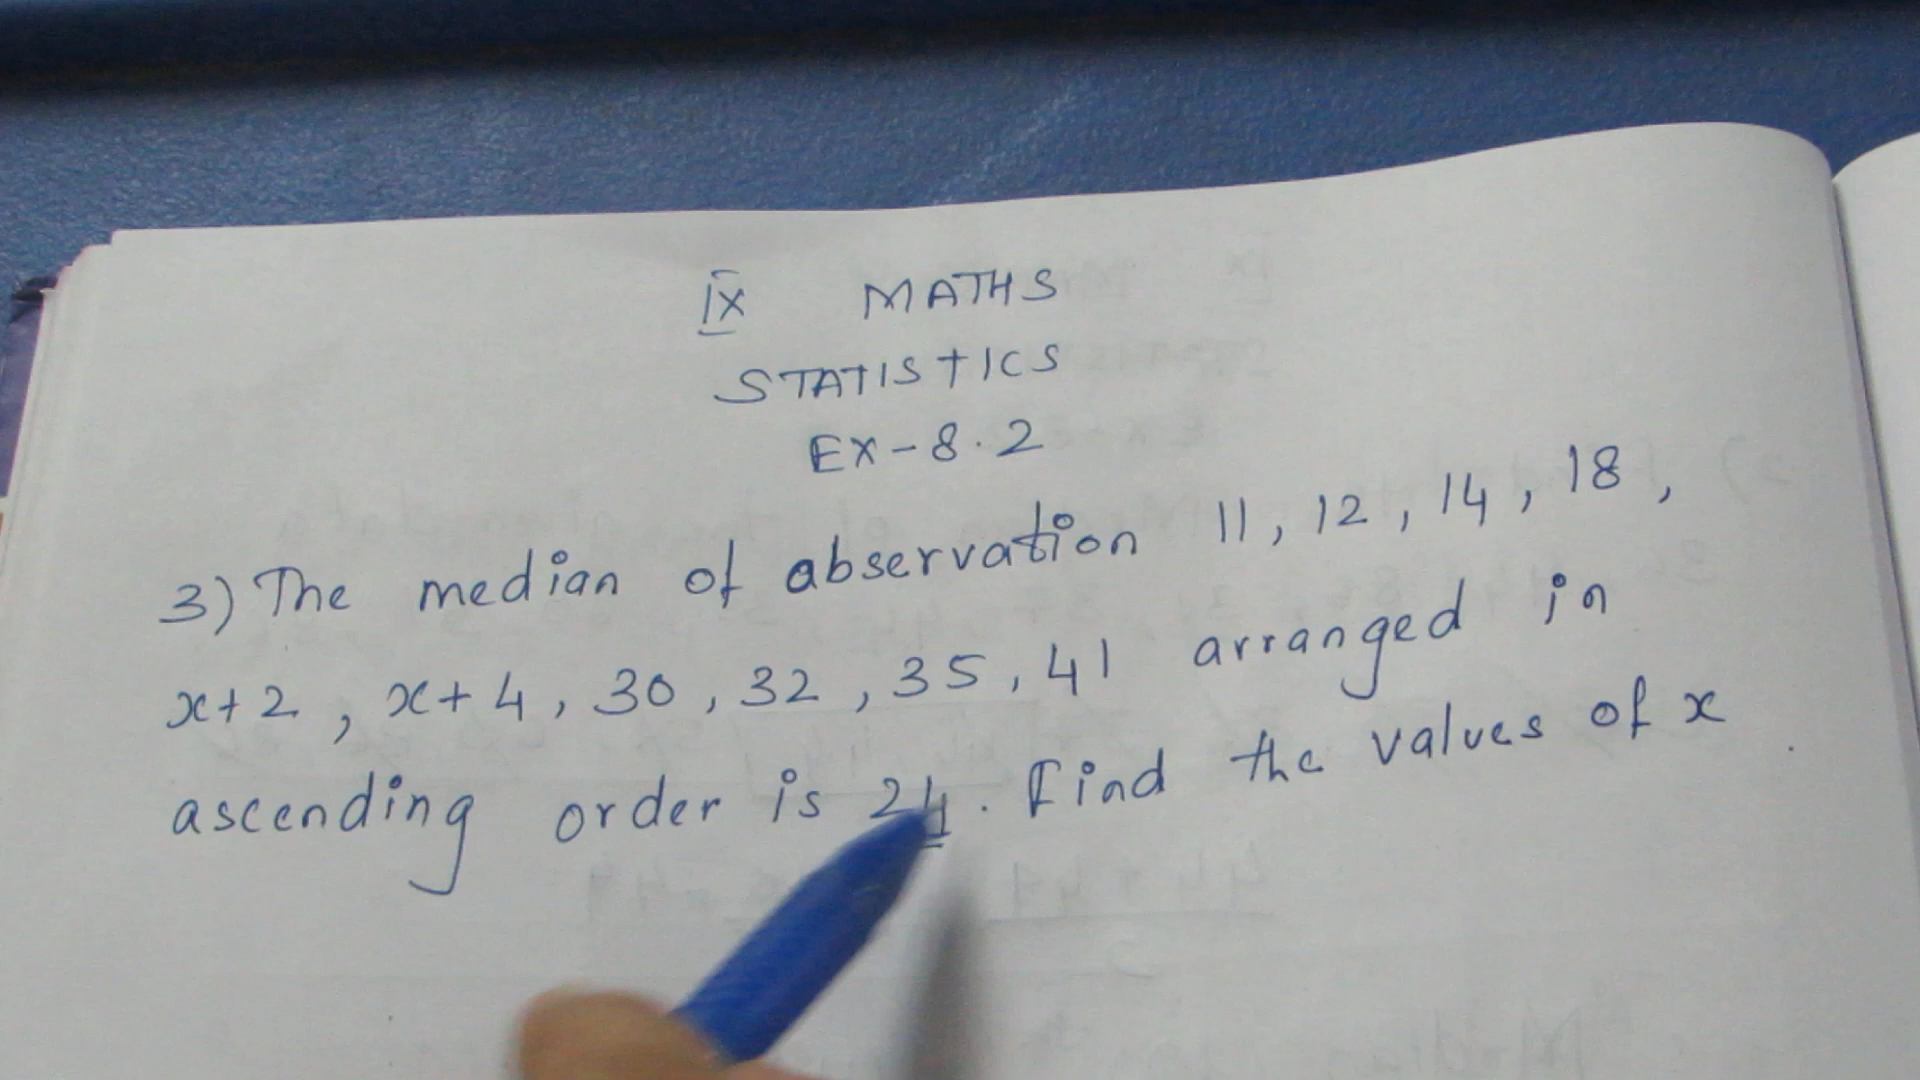 IX MATHS
STATISTICS
EX-8.2
3) The median of observation 11, 12, 14, 18,
x+2, x+4, 30, 32, 35, 41 arranged in
ascending order is 24. Find the values of x